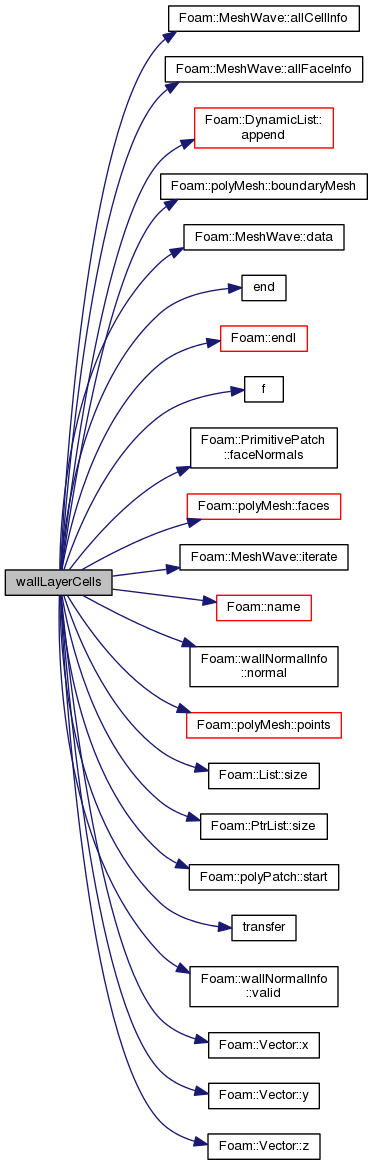 Foam::MeshWave::allCellInfo
Foam::MeshWave::allFaceInfo
Foam::DynamicList::
append
Foam::polyMesh::boundaryMesh
Foam::MeshWave::data
end
Foam::endl
f
Foam::PrimitivePatch
::faceNormals
Foam::polyMesh::faces
Foam::MeshWave::iterate
wallLayerCells
Foam::name
Foam::wallNormalInfo
::normal
Foam::polyMesh::points
Foam::List::size
Foam::PtrList::size
Foam::polyPatch::start
transfer
Foam::wallNormalInfo
::valid
Foam::Vector::x
Foam::Vector::y
Foam::Vector::z